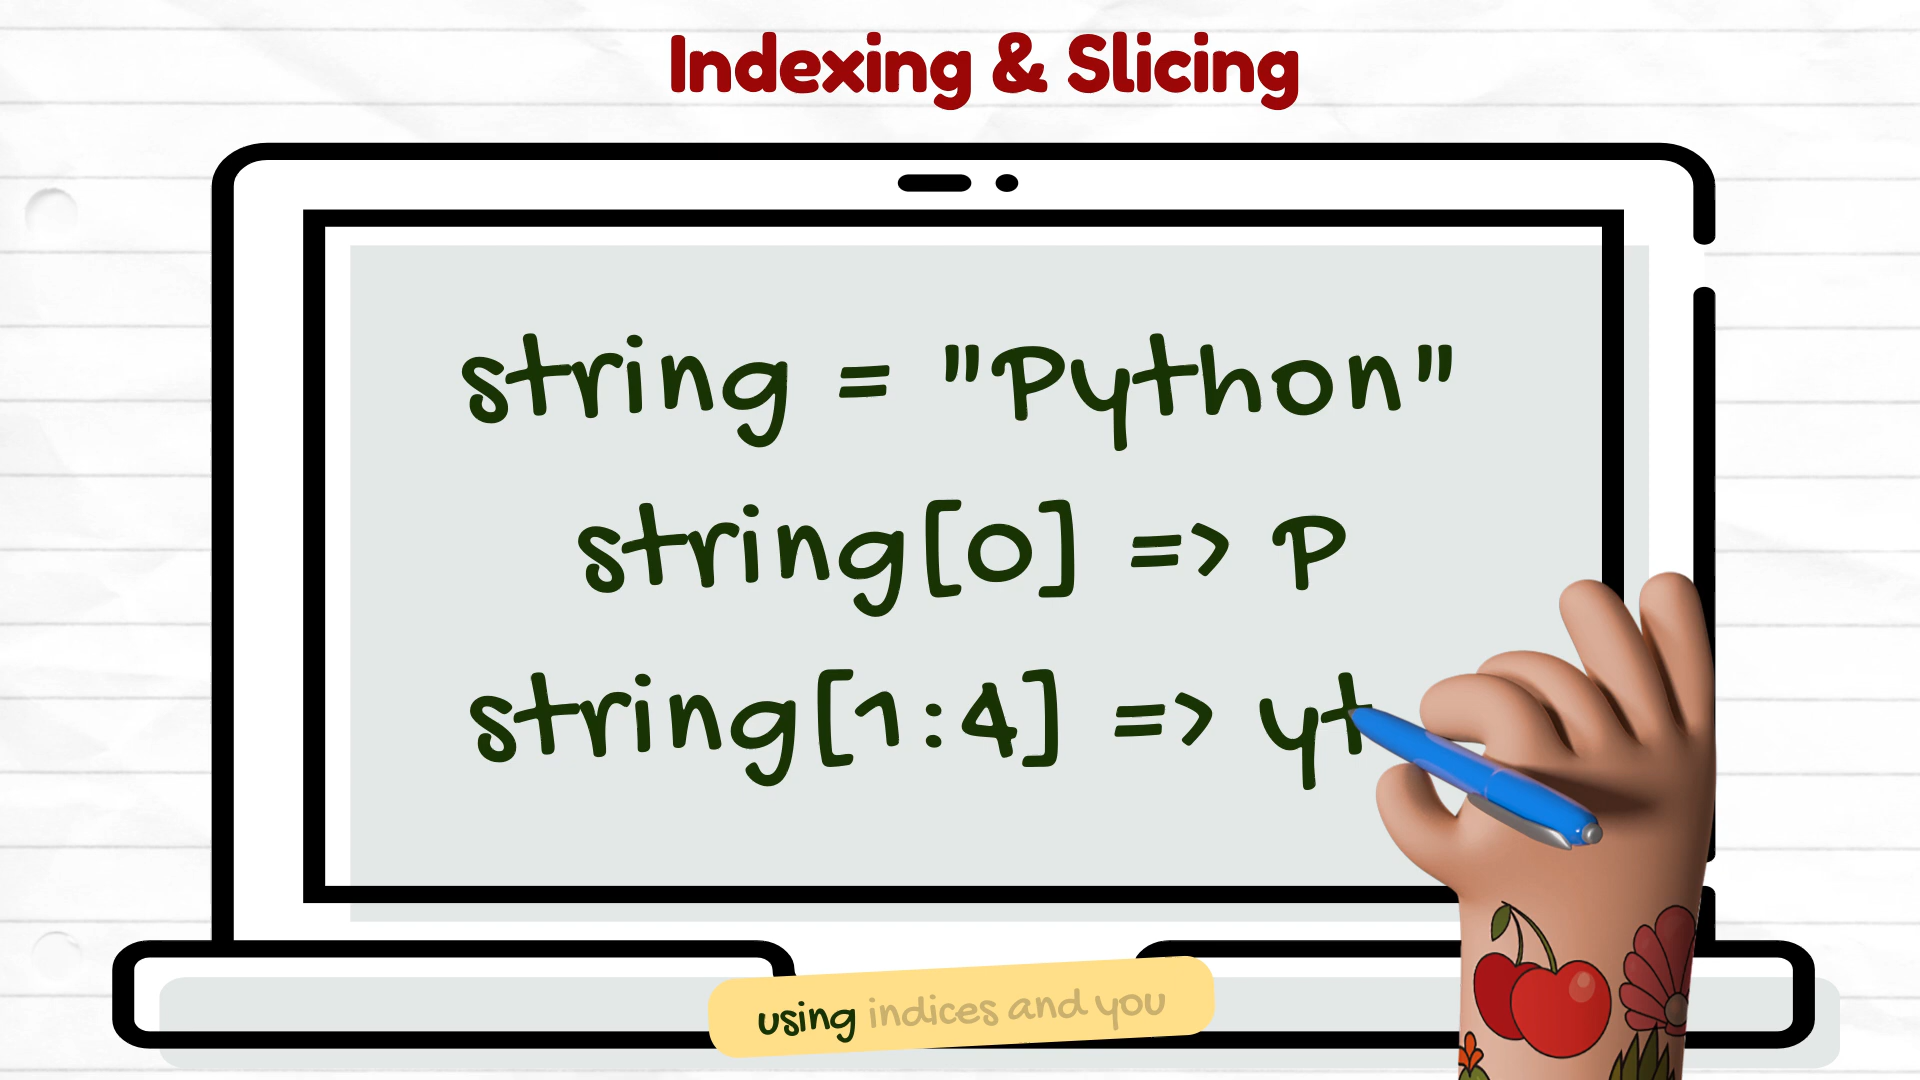 Indexing & Slicing
string = "Python"
string[0] => P
string[1:4] => yt
using indices and you